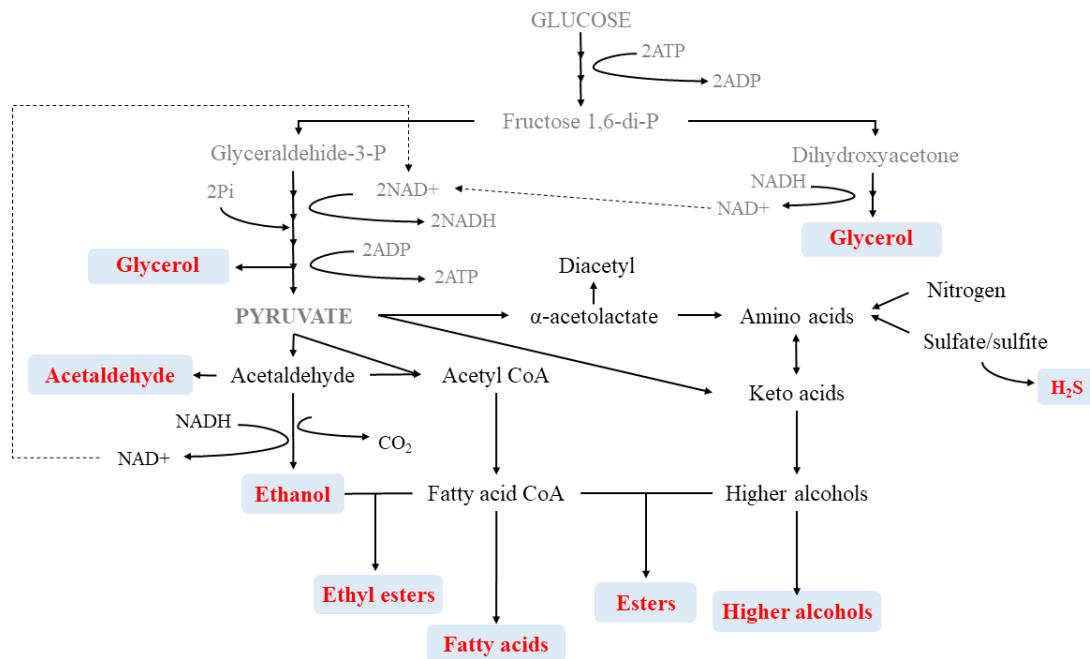 GLUCOSE
2ATP
2ADP
Fructose 1,6-di-P
Glyceraldehide-3-P
Dihydroxyacetone
2Pi
2NAD+
NADH
NAD+
2NADH
Glycerol
2ADP
Glycerol
2ATP
Diacetyl
Nitrogen
PYRUVATE
α-acetolactate
Amino acids
Sulfate/sulfite
Acetaldehyde
Acetaldehyde
Acetyl CoA
Keto acids
H₂S
NADH
CO₂
NAD+
Ethanol
Fatty acid CoA
Higher alcohols
Ethyl esters
Esters
Higher alcohols
Fatty acids